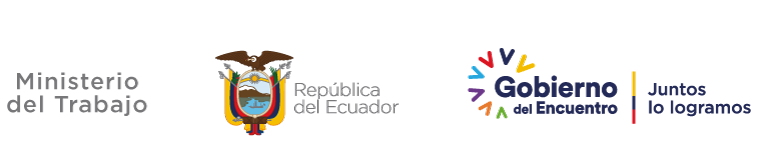 Ministerio
del Trabajo
República
del Ecuador
Gobierno
del Encuentro
Juntos
lo logramos